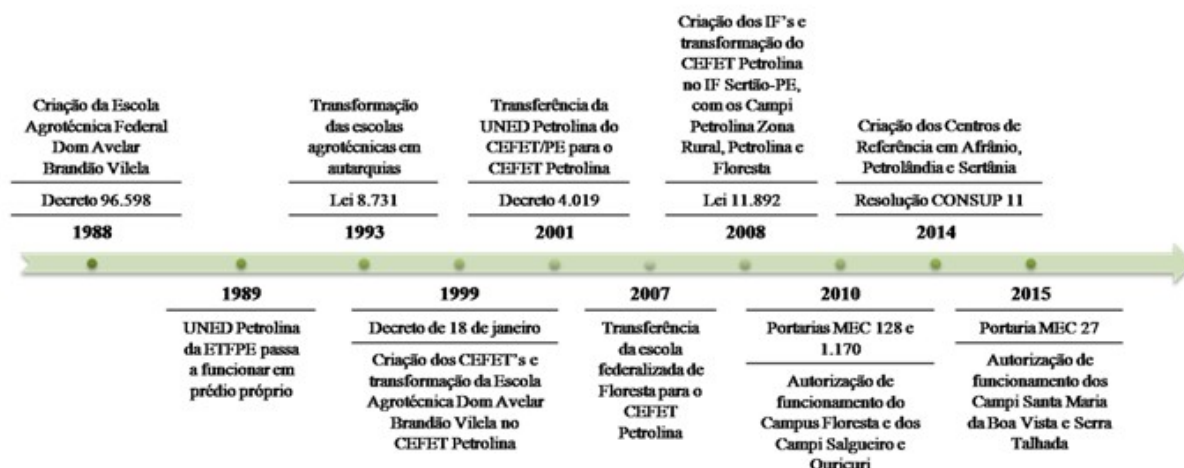 Criação da Escola
Agrotécnica Federal
Dom Avelar
Brandão Vilela
Decreto 96.598
1988
Transformação
das escolas
agrotécnicas em
autarquias
Lei 8.731
1993
Transferência da
UNED Petrolina do
CEFET/PE para o
CEFET Petrolina
Decreto 4.019
2001
Criação dos IF's e
transformação do
CEFET Petrolina
no IF Sertão-PE,
com os Campi
Petrolina Zona
Rural, Petrolina e
Floresta
Lei 11.892
2008
Criação dos Centros de
Referência em Afrânio,
Petrolândia e Sertânia
Resolução CONSUP 11
2014
1989
UNED Petrolina
da ETFPE passa
a funcionar em
prédio próprio
1999
Decreto de 18 de janeiro
Criação dos CEFET's e
transformação da Escola
Agrotécnica Dom Avelar
Brandão Vilela no
CEFET Petrolina
2007
Transferência
da escola
federalizada de
Floresta para o
CEFET
Petrolina
2010
Portarias MEC 128 e
1.170
Autorização de
funcionamento do
Campus Floresta e dos
Campi Salgueiro e
Ouricuri
2015
Portaria MEC 27
Autorização de
funcionamento dos
Campi Santa Maria
da Boa Vista e Serra
Talhada